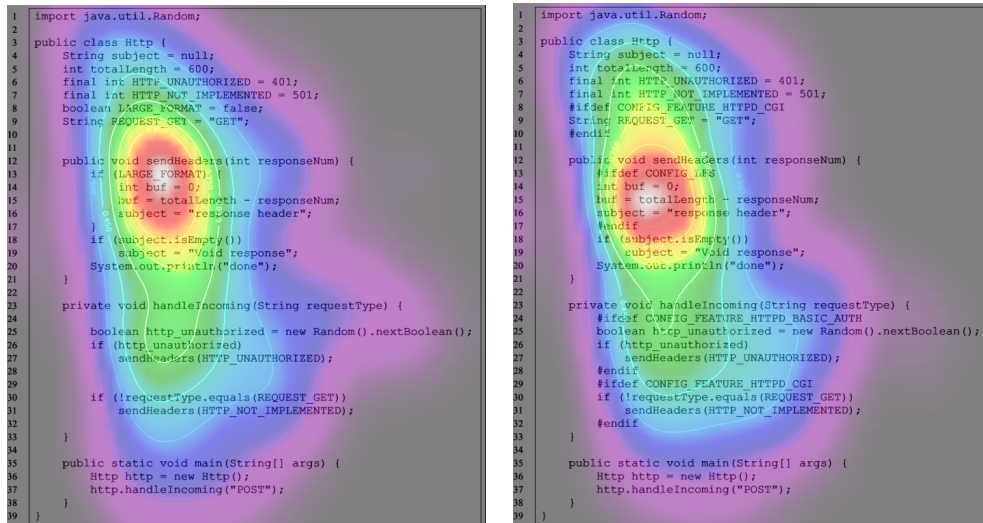 1 import java.util.Random;
2
3 public class Http {
4 String subject = null;
5 int totalLength = 600;
6 final int HTTP_UNAUTHORIZED = 401;
7 final int HTTP_NOT_IMPLEMENTED = 501;
8 boolean LARGE_FORMAT = false;
9 String REQUEST_GET = "GET";
10
11
12 public void sendHeaders(int responseNum) {
13 if (LARGE_FORMAT) {
14 int buf = 0;
15 buf = totalLength - responseNum;
16 subject = "response header";
17 }
18 if (subject.isEmpty())
19 subject = "Void response";
20 System.out.println("done");
21 }
22
23 private void handleIncoming(String requestType) {
24
25 boolean http_unauthorized = new Random().nextBoolean();
26 if (http_unauthorized)
27 sendHeaders(HTTP_UNAUTHORIZED);
28
29
30 if (!requestType.equals(REQUEST_GET))
31 sendHeaders(HTTP_NOT_IMPLEMENTED);
32
33 }
34
35 public static void main(String[] args) {
36 Http http = new Http();
37 http.handleIncoming("POST");
38 }
39 }
1 import java.util.Random;
2
3 public class Http {
4 String subject = null;
5 int totalLength = 600;
6 final int HTTP_UNAUTHORIZED = 401;
7 final int HTTP_NOT_IMPLEMENTED = 501;
8 #ifdef CONFIG_FEATURE_HTTPD_CGI
9 String REQUEST_GET = "GET";
10 #endif
11
12 public void sendHeaders(int responseNum) {
13 #ifdef CONFIG_LFS
14 int buf = 0;
15 buf = totalLength - responseNum;
16 subject = "response header";
17 #endif
18 if (subject.isEmpty())
19 subject = "Void response";
20 System.out.println("done");
21 }
22
23 private void handleIncoming(String requestType) {
24 #ifdef CONFIG_FEATURE_HTTPD_BASIC_AUTH
25 boolean http_unauthorized = new Random().nextBoolean();
26 if (http_unauthorized)
27 sendHeaders(HTTP_UNAUTHORIZED);
28 #endif
29 #ifdef CONFIG_FEATURE_HTTPD_CGI
30 if (!requestType.equals(REQUEST_GET))
31 sendHeaders(HTTP_NOT_IMPLEMENTED);
32 #endif
33 }
34
35 public static void main(String[] args) {
36 Http http = new Http();
37 http.handleIncoming("POST");
38 }
39 }